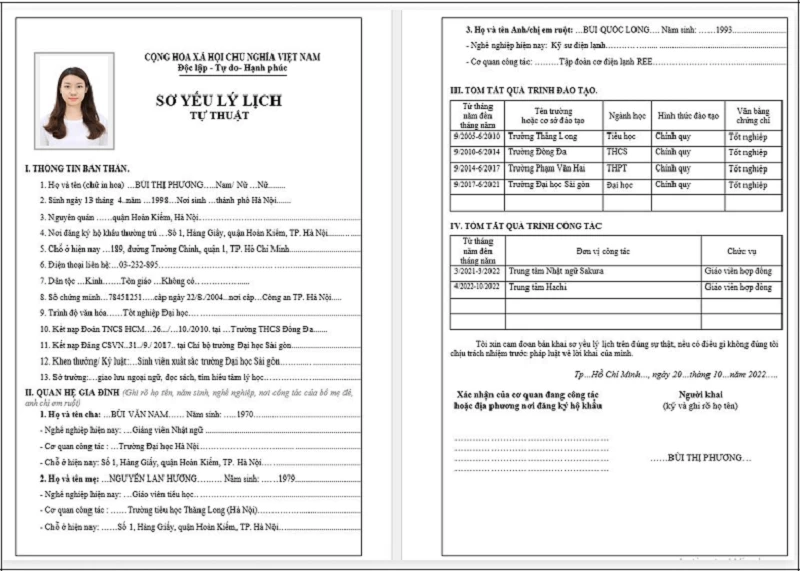 CỘNG HÒA XÃ HỘI CHỦ NGHĨA VIỆT NAM
Độc lập - Tự do- Hạnh phúc
SƠ YẾU LÝ LỊCH
TỰ THUẬT
I. THÔNG TIN BẢN THÂN.
1. Họ và tên (chữ in hoa) ...BÙI THỊ PHƯƠNG.....Nam/ Nữ ...Nữ........
2. Sinh ngày 13 tháng 4..năm ...1998...Nơi sinh ...thành phố Hà Nội.......
3. Nguyên quán ......quận Hoàn Kiếm, Hà Nội
4. Nơi đăng ký hộ khẩu thường trú ...Số 1, Hàng Giấy, quận Hoàn Kiếm, TP. Hà Nội
5. Chỗ ở hiện nay ...189, đường Trường Chinh, quận 1, TP. Hồ Chí Minh
6. Điện thoại liên hệ:...03-232-895
7. Dân tộc ...Kinh.......Tôn giáo ...Không có
8. Số chứng minh...78451251.....cấp ngày 22/8./2004..nơi cấp...Công an TP. Hà Nội.....
9. Trình độ văn hóa ......Tốt nghiệp Đại học....
10. Kết nạp Đoàn TNCS HCM...26.../...10./2010. tại ...Trường THCS Đống Đa......
11. Kết nạp Đảng CSVN..31../9./ 2017.. tại Chi bộ trường Đại học Sài gòn
12. Khen thưởng/ Kỷ luật:...Sinh viên xuất sắc trường Đại học Sài gòn
13. Sở trường:....giao lưu ngoại ngữ, đọc sách, tìm hiểu tâm lý học
II. QUAN HỆ GIA ĐÌNH (Ghi rõ họ tên, năm sinh, nghề nghiệp, nơi công tác của bố mẹ đẻ,
anh chị em ruột)
1. Họ và tên cha: ...BÙI VĂN NAM...... Năm sinh: .....1970
- Nghề nghiệp hiện nay: ...Giảng viên Nhật ngữ
- Cơ quan công tác : ...Trường Đại học Hà Nội
- Chỗ ở hiện nay: Số 1, Hàng Giấy, quận Hoàn Kiếm, TP. Hà Nội
2. Họ và tên mẹ: ...NGUYỄN LAN HƯƠNG......... Năm sinh: ......1979
- Nghề nghiệp hiện nay: ...Giáo viên tiểu học
- Cơ quan công tác : ......Trường tiểu học Thăng Long (Hà Nội)
- Chỗ ở hiện nay: ......Số 1, Hàng Giấy, quận Hoàn Kiếm, TP. Hà Nội
3. Họ và tên Anh/chị em ruột: ...BÙI QUỐC LONG.... Năm sinh: ......1993
- Nghề nghiệp hiện nay: Kỹ sư điện lạnh
- Cơ quan công tác: .........Tập đoàn cơ điện lạnh REE
III. TÓM TẮT QUÁ TRÌNH ĐÀO TẠO.
Từ tháng năm đến tháng năm | Tên trường hoặc cơ sở đào tạo | Ngành học | Hình thức đào tạo | Văn bằng chứng chỉ
9/2005-6/2010 | Trường Thăng Long | Tiểu học | Chính quy | Tốt nghiệp
9/2010-6/2014 | Trường Đống Đa | THCS | Chính quy | Tốt nghiệp
9/2014-6/2017 | Trường Phạm Văn Hai | THPT | Chính quy | Tốt nghiệp
9/2017-6/2021 | Trường Đại học Sài gòn | Đại học | Chính quy | Tốt nghiệp
IV. TÓM TẮT QUÁ TRÌNH CÔNG TÁC
Từ tháng năm đến tháng năm | Đơn vị công tác | Chức vụ
3/2021-3/2022 | Trung tâm Nhật ngữ Sakura | Giáo viên hợp đồng
4/2022-10/2022 | Trung tâm Hachi | Giáo viên hợp đồng
Tôi xin cam đoan bản khai sơ yếu lý lịch trên đúng sự thật, nếu có điều gì không đúng tôi
chịu trách nhiệm trước pháp luật về lời khai của mình.
Tp...Hồ Chí Minh..., ngày 20...tháng 10...năm 2022.....
Xác nhận của cơ quan đang công tác
hoặc địa phương nơi đăng ký hộ khẩu
Người khai
(ký và ghi rõ họ tên)
......BÙI THỊ PHƯƠNG...